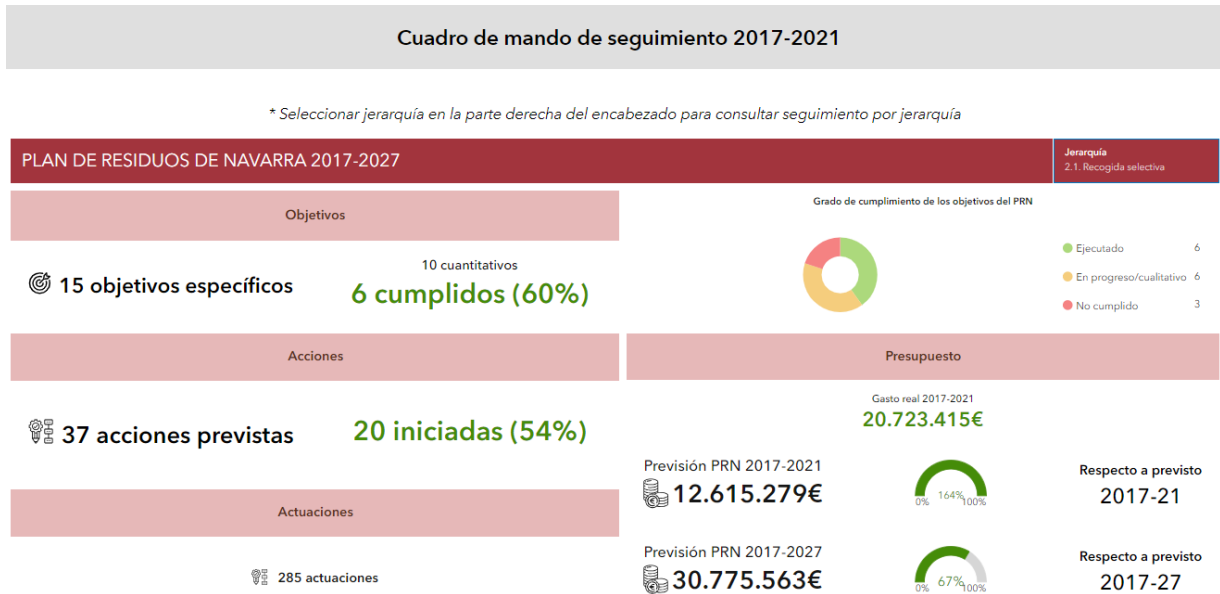 Cuadro de mando de seguimiento 2017-2021
* Seleccionar jerarquía en la parte derecha del encabezado para consultar seguimiento por jerarquía
PLAN DE RESIDUOS DE NAVARRA 2017-2027
Jerarquía
2.1. Recogida selectiva
Objetivos
15 objetivos específicos
10 cuantitativos
6 cumplidos (60%)
Grado de cumplimiento de los objetivos del PRN
Ejecutado 6
En progreso/cualitativo 6
No cumplido 3
Acciones
37 acciones previstas
20 iniciadas (54%)
Presupuesto
Gasto real 2017-2021
20.723.415€
Previsión PRN 2017-2021
12.615.279€
0% 164% 100%
Respecto a previsto
2017-21
Actuaciones
285 actuaciones
Previsión PRN 2017-2027
30.775.563€
0% 67% 100%
Respecto a previsto
2017-27